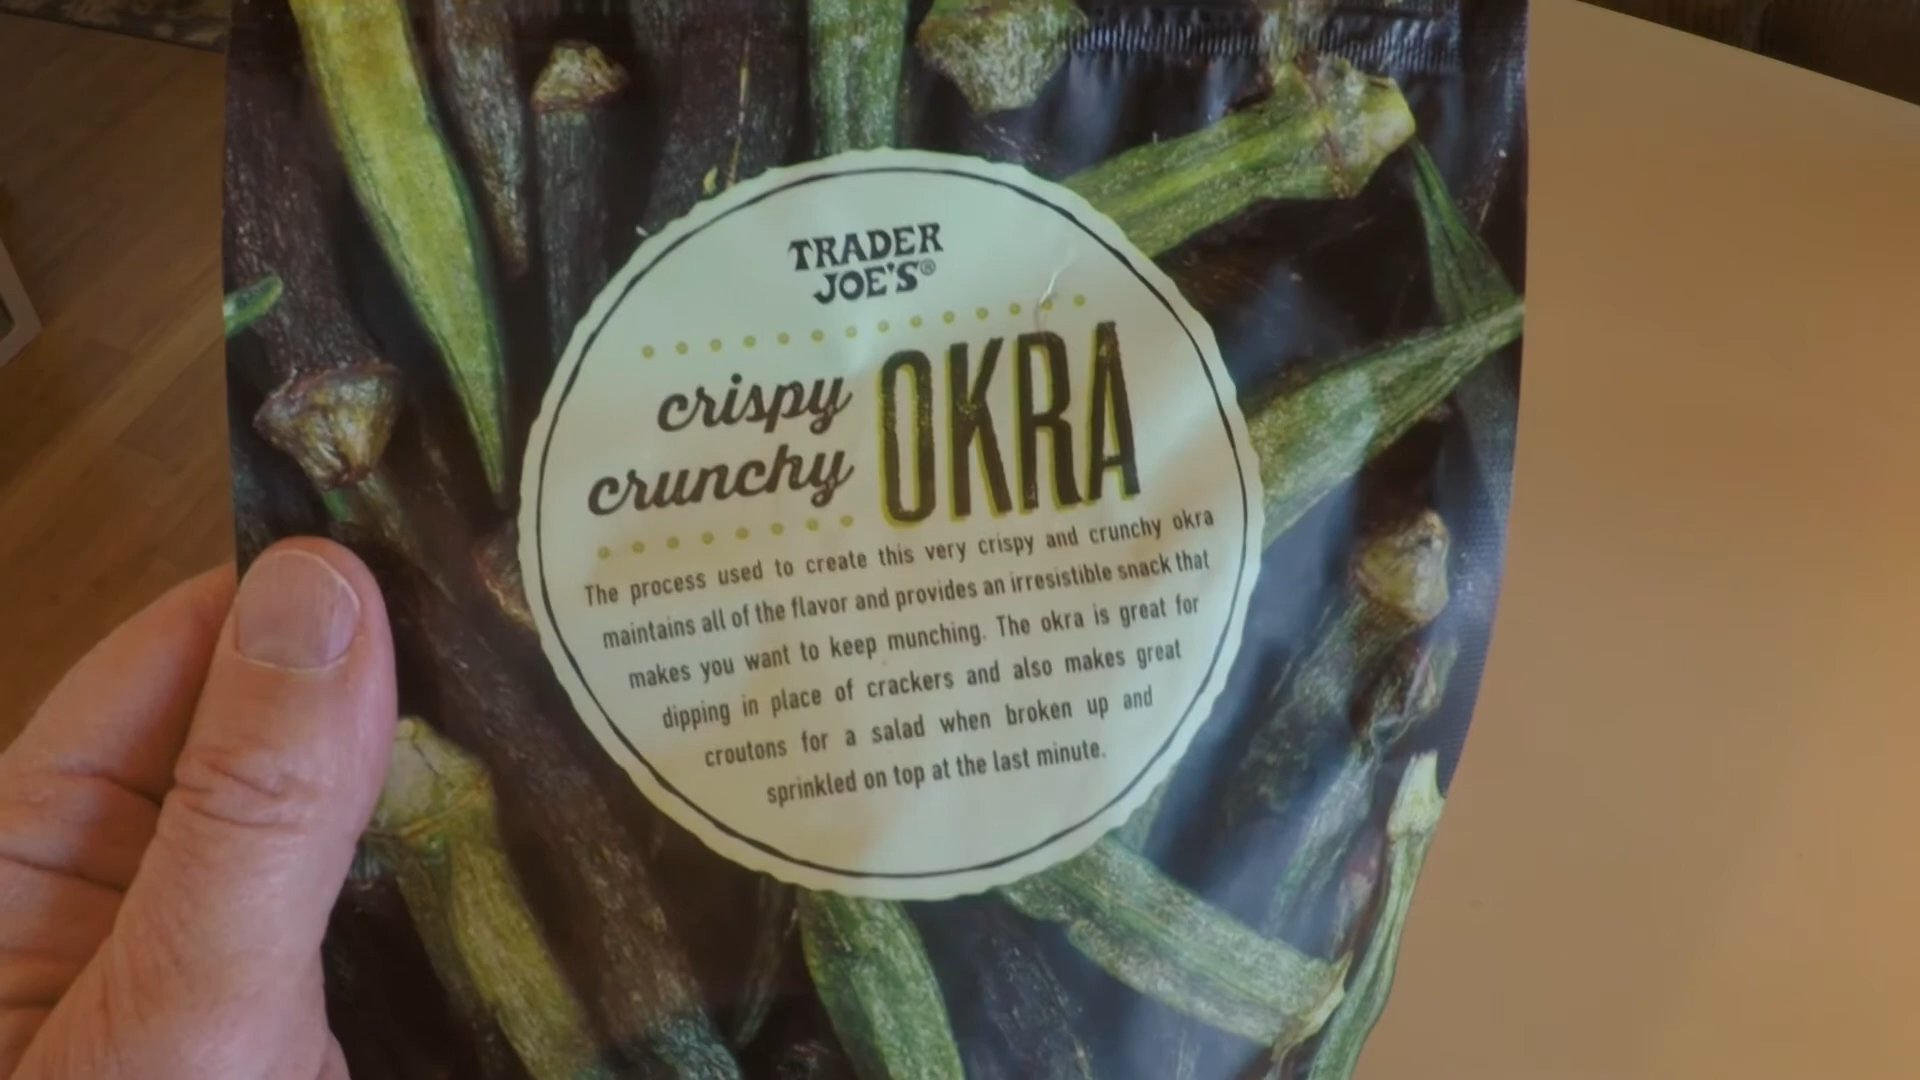 TRADER
JOE'S®
crispy
crunchy
OKRA
The process used to create this very crispy and crunchy okra
maintains all of the flavor and provides an irresistible snack that
makes you want to keep munching. The okra is great for
dipping in place of crackers and also makes great
croutons for a salad when broken up and
sprinkled on top at the last minute.